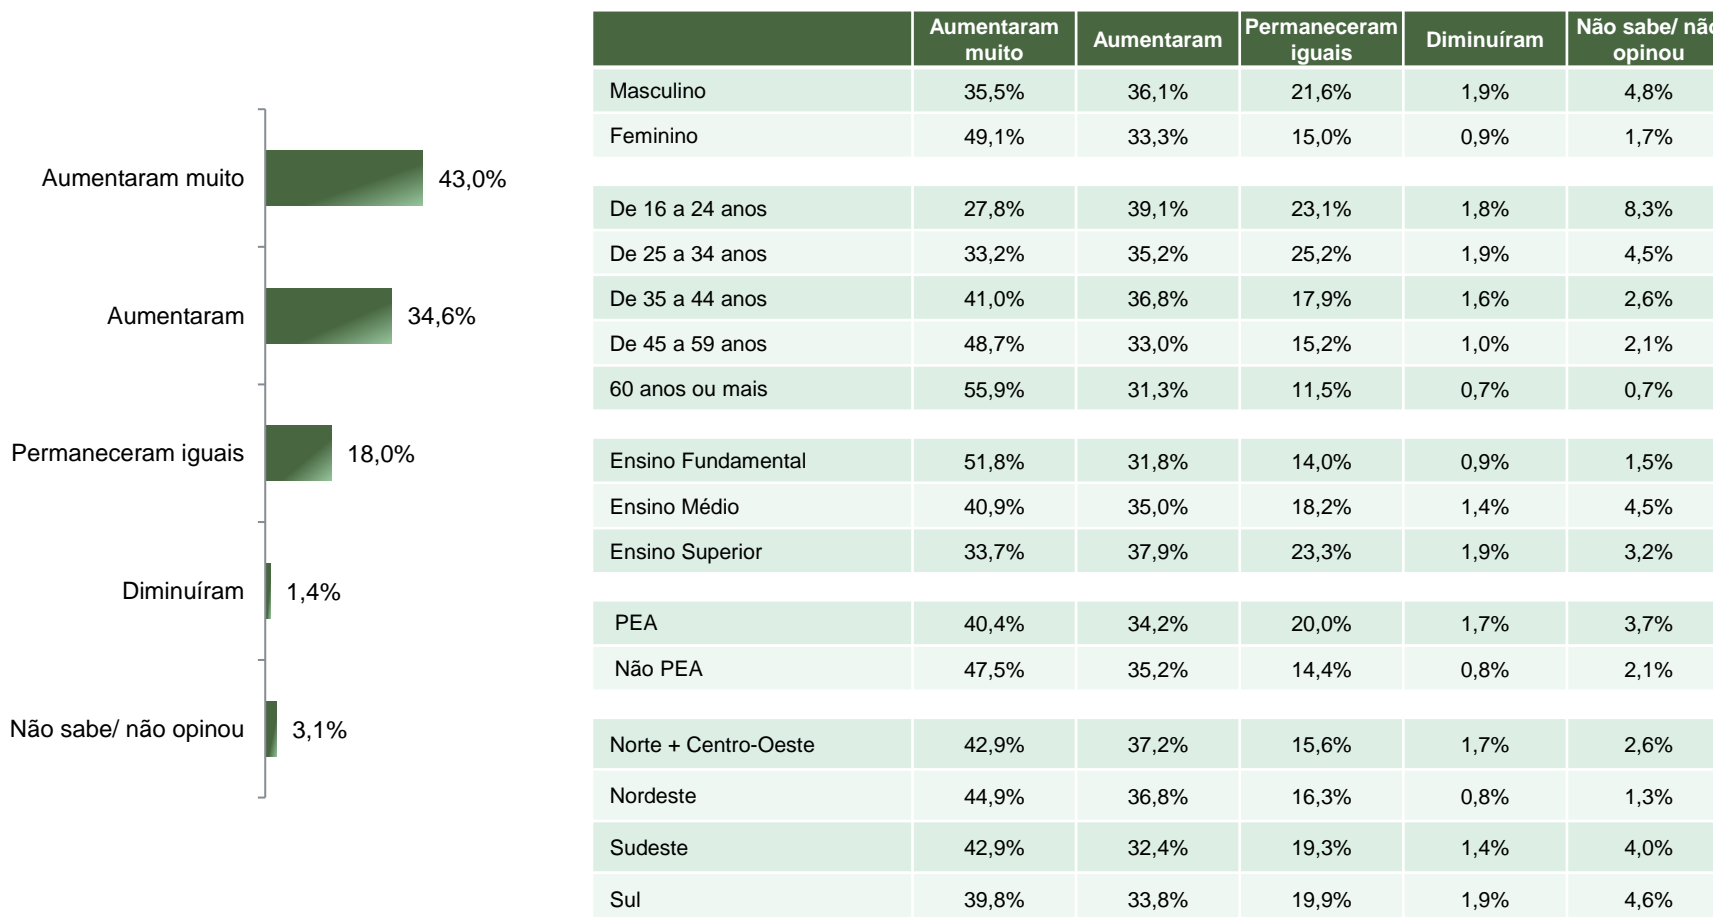 Aumentaram muito 43,0%
Aumentaram 34,6%
Permaneceram iguais 18,0%
Diminuíram 1,4%
Não sabe/ não opinou 3,1%
Aumentaram muito Aumentaram Permaneceram iguais Diminuíram Não sabe/ não opinou
Masculino 35,5% 36,1% 21,6% 1,9% 4,8%
Feminino 49,1% 33,3% 15,0% 0,9% 1,7%
De 16 a 24 anos 27,8% 39,1% 23,1% 1,8% 8,3%
De 25 a 34 anos 33,2% 35,2% 25,2% 1,9% 4,5%
De 35 a 44 anos 41,0% 36,8% 17,9% 1,6% 2,6%
De 45 a 59 anos 48,7% 33,0% 15,2% 1,0% 2,1%
60 anos ou mais 55,9% 31,3% 11,5% 0,7% 0,7%
Ensino Fundamental 51,8% 31,8% 14,0% 0,9% 1,5%
Ensino Médio 40,9% 35,0% 18,2% 1,4% 4,5%
Ensino Superior 33,7% 37,9% 23,3% 1,9% 3,2%
PEA 40,4% 34,2% 20,0% 1,7% 3,7%
Não PEA 47,5% 35,2% 14,4% 0,8% 2,1%
Norte + Centro-Oeste 42,9% 37,2% 15,6% 1,7% 2,6%
Nordeste 44,9% 36,8% 16,3% 0,8% 1,3%
Sudeste 42,9% 32,4% 19,3% 1,4% 4,0%
Sul 39,8% 33,8% 19,9% 1,9% 4,6%